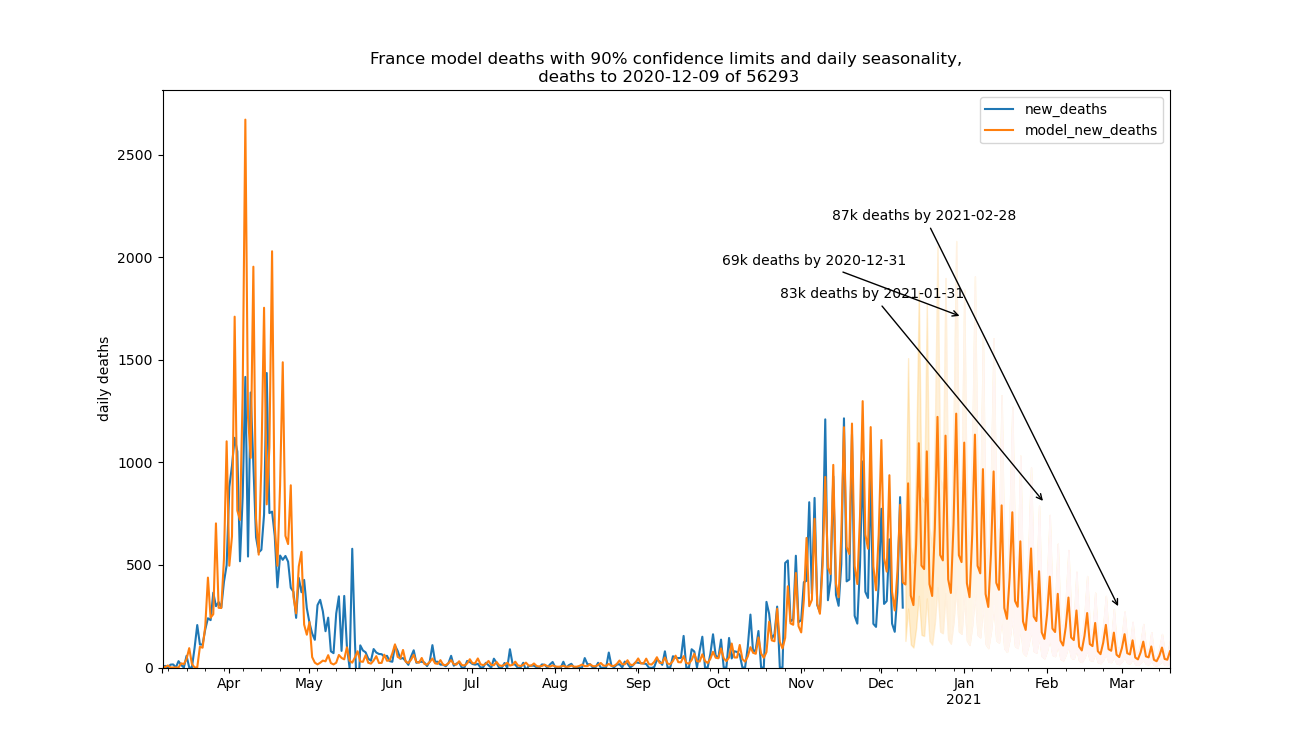 France model deaths with 90% confidence limits and daily seasonality,
deaths to 2020-12-09 of 56293
new_deaths
model_new_deaths
2500
2000
1500
1000
500
0
daily deaths
87k deaths by 2021-02-28
69k deaths by 2020-12-31
83k deaths by 2021-01-31
Apr May Jun Jul Aug Sep Oct Nov Dec Jan Feb Mar
2021